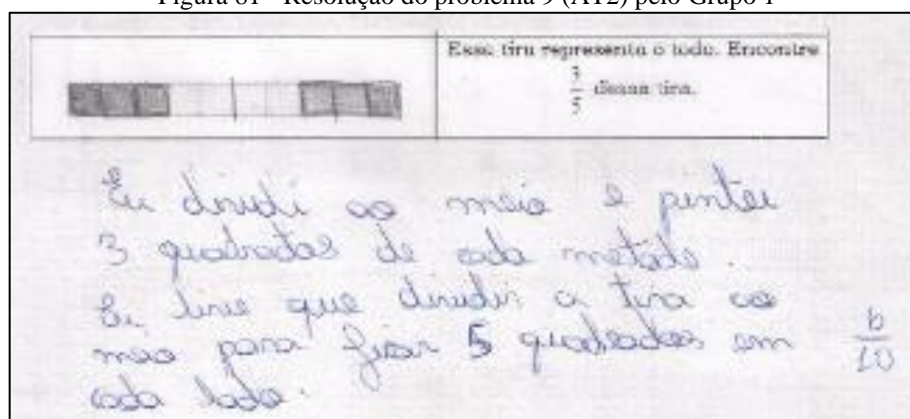 Figura 81 - Resolução do problema 9 (AT2) pelo Grupo 1
Essa tira representa o todo. Encontre
3/5 dessa tira.
Eu dividi ao meio e pintei
3 quadrados de cada metade.
Eu tive que dividir a tira ao
meio para ficar 5 quadrados em
cada lado.
6/10